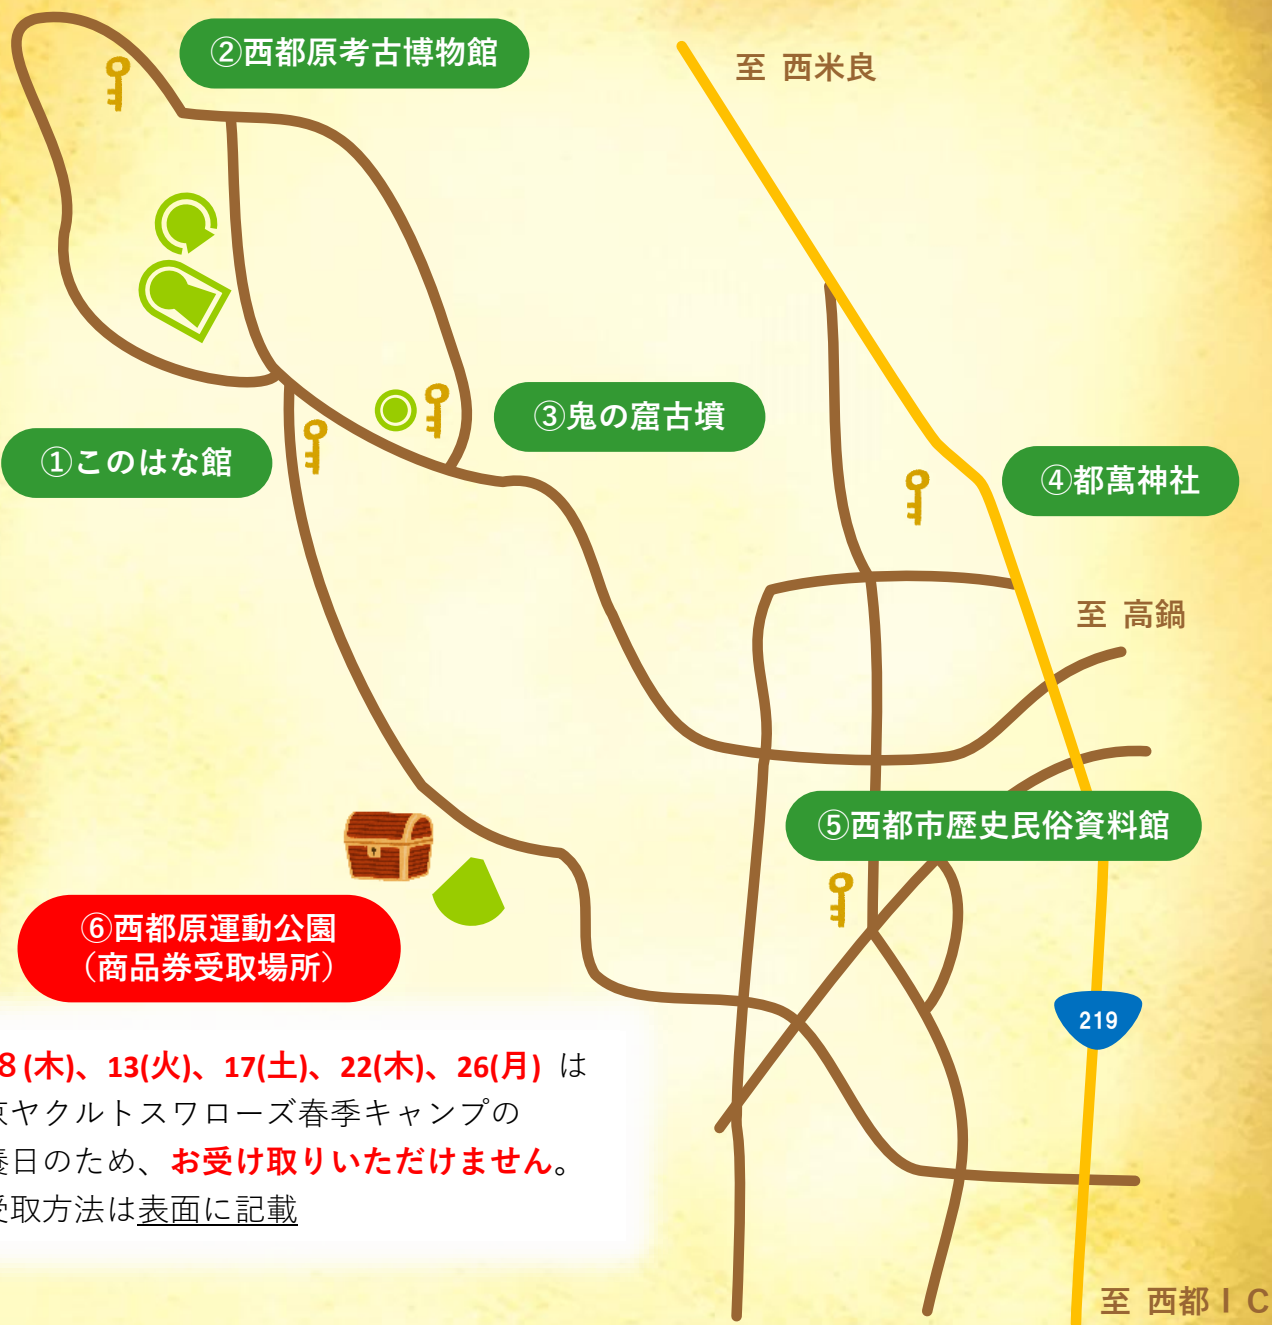 ②西都原考古博物館
至 西米良
③鬼の窟古墳
①このはな館
④都萬神社
至 高鍋
⑤西都市歴史民俗資料館
⑥西都原運動公園
（商品券受取場所）
219
8(木)、13(火)、17(土)、22(木)、26(月) は
京ヤクルトスワローズ春季キャンプの
養日のため、お受け取りいただけません。
受取方法は表面に記載
至 西都ＩＣ